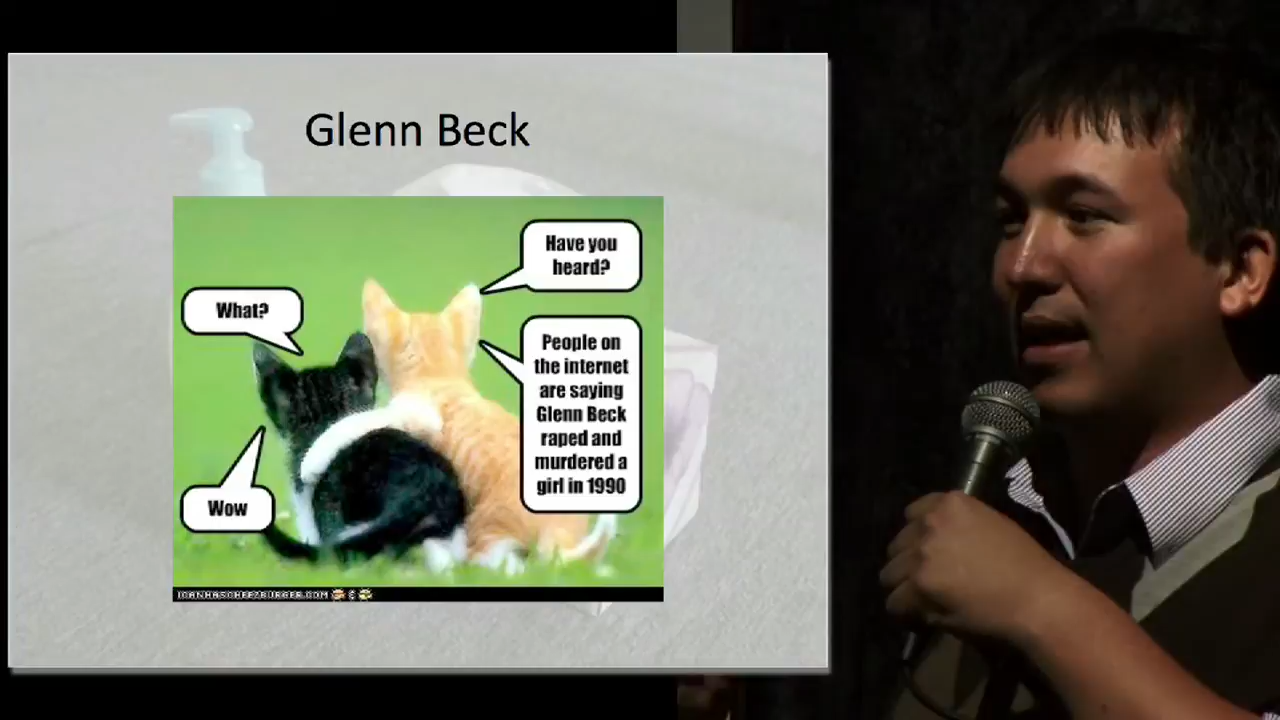 Glenn Beck
Have you
heard?
What?
People on
the internet
are saying
Glenn Beck
raped and
murdered a
girl in 1990
Wow
ICANHASCHEEZBURGER.COM